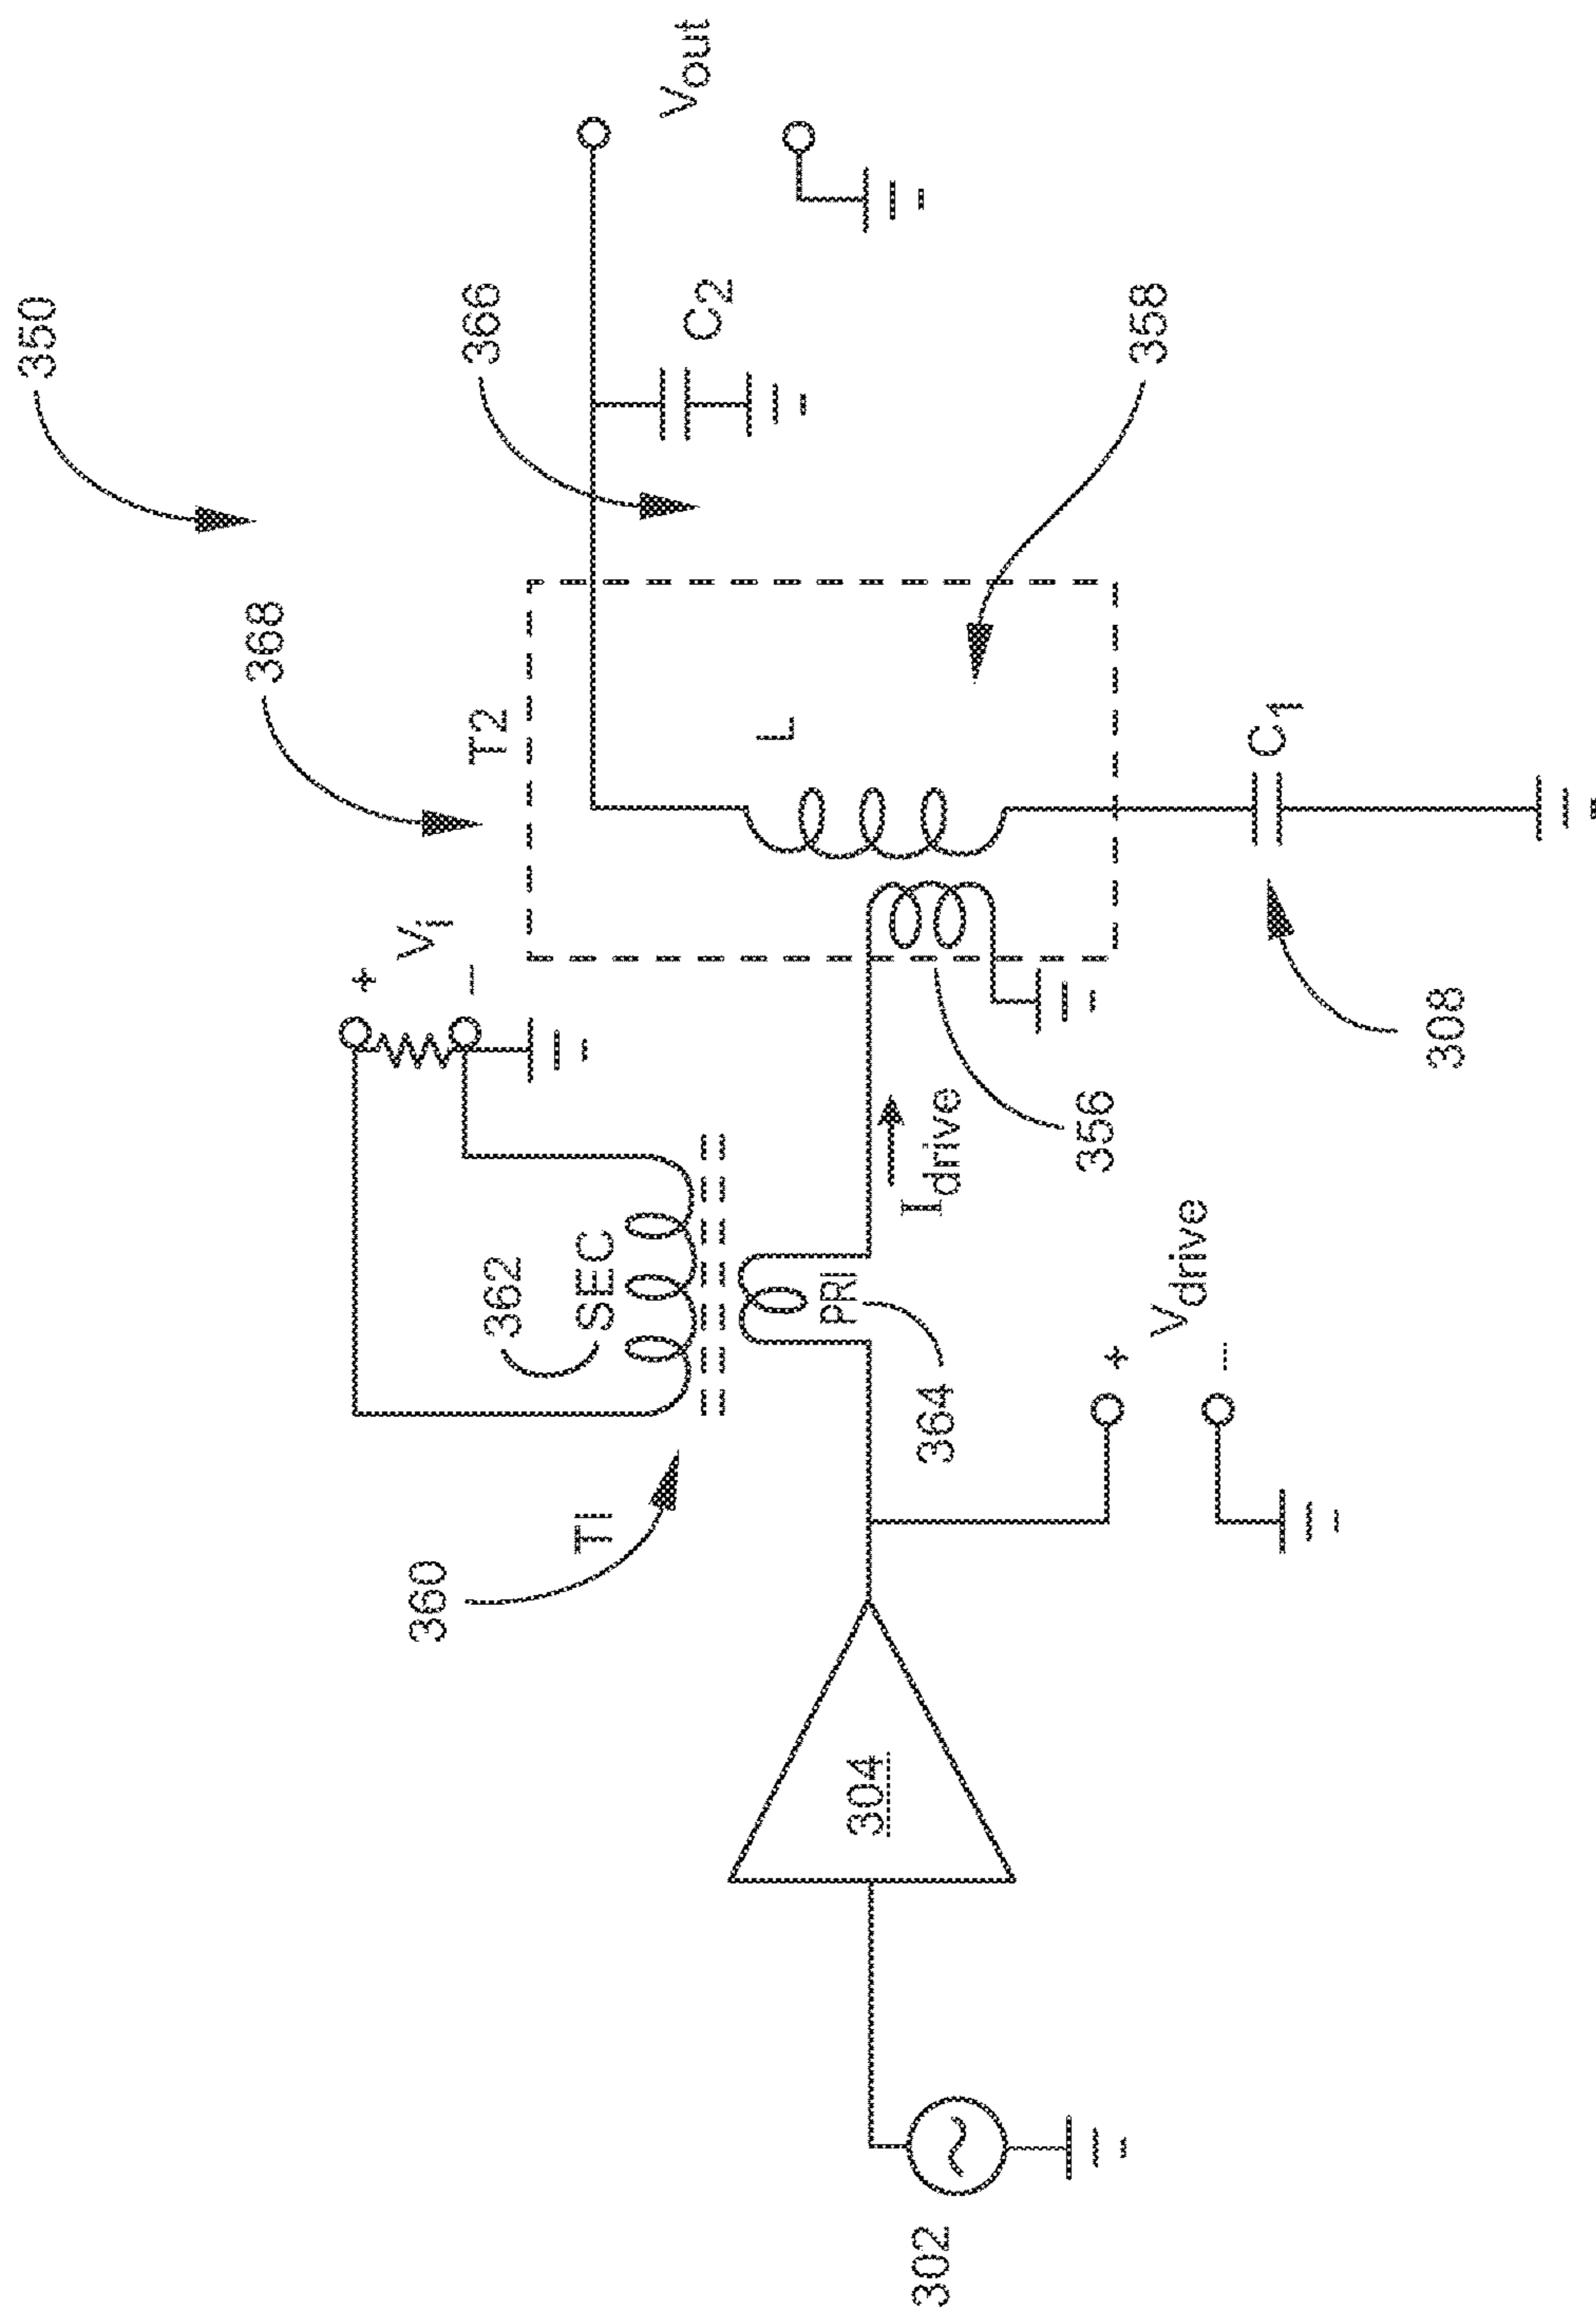 350
368
T2
366
Vout
+
Vi
−
C2
L
358
362
SEC
360
TI
PRI
364
Idrive
356
C1
308
304
+
Vdrive
−
302